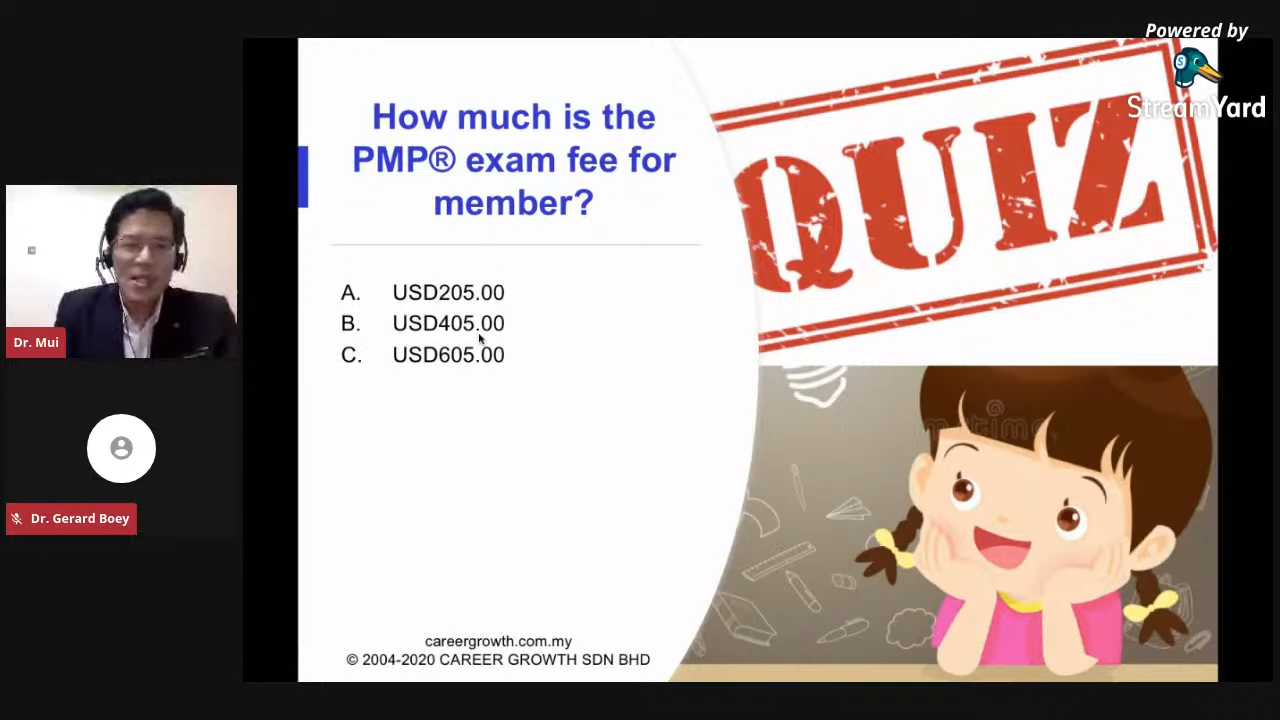 Powered by
StreamYard
How much is the
PMP® exam fee for
member?
QUIZ
A. USD205.00
B. USD405.00
C. USD605.00
Dr. Mui
Dr. Gerard Boey
careergrowth.com.my
© 2004-2020 CAREER GROWTH SDN BHD